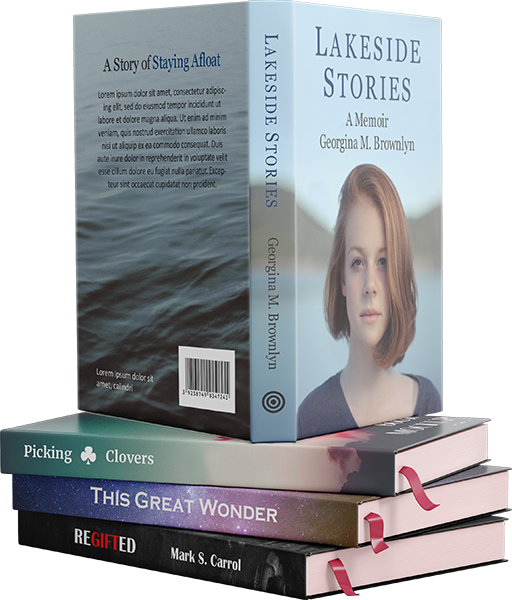 A Story of Staying Afloat
Lorem ipsum dolor sit amet, consectetur adipisc-
ing elit, sed do eiusmod tempor incididunt ut
labore et dolore magna aliqua. Ut enim ad minim
veniam, quis nostrud exercitation ullamco laboris
nisi ut aliquip ex ea commodo consequat. Duis
aute irure dolor in reprehenderit in voluptate velit
esse cillum dolore eu fugiat nulla pariatur. Excep-
teur sint occaecat cupidatat non proident.
Lorem ipsum dolor sit
amet, calindri
LAKESIDE STORIES
Georgina M. Brownlyn
LAKESIDE
STORIES
A Memoir
Georgina M. Brownlyn
Picking Clovers
THIS GREAT WONDER
REGIFTED
Mark S. Carrol